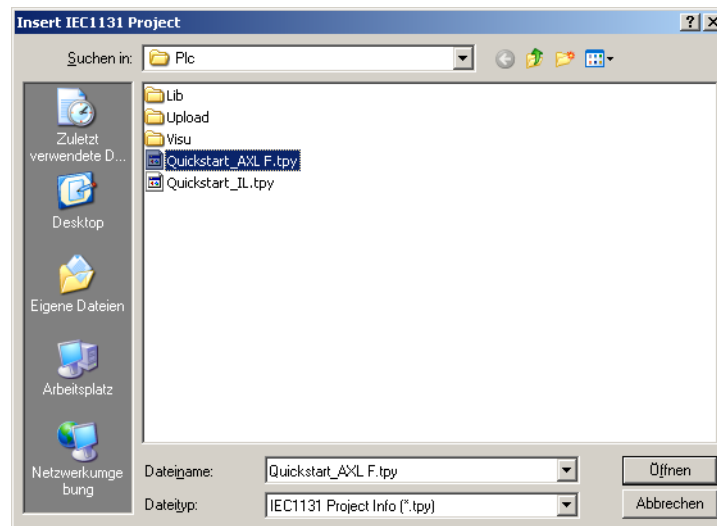 Insert IEC1131 Project
Suchen in:
Plc
Zuletzt
verwendete D...
Desktop
Eigene Dateien
Arbeitsplatz
Netzwerkumge
bung
Lib
Upload
Visu
Quickstart_AXL F.tpy
Quickstart_IL.tpy
Dateiname:
Quickstart_AXL F.tpy
Öffnen
Dateityp:
IEC1131 Project Info (*.tpy)
Abbrechen